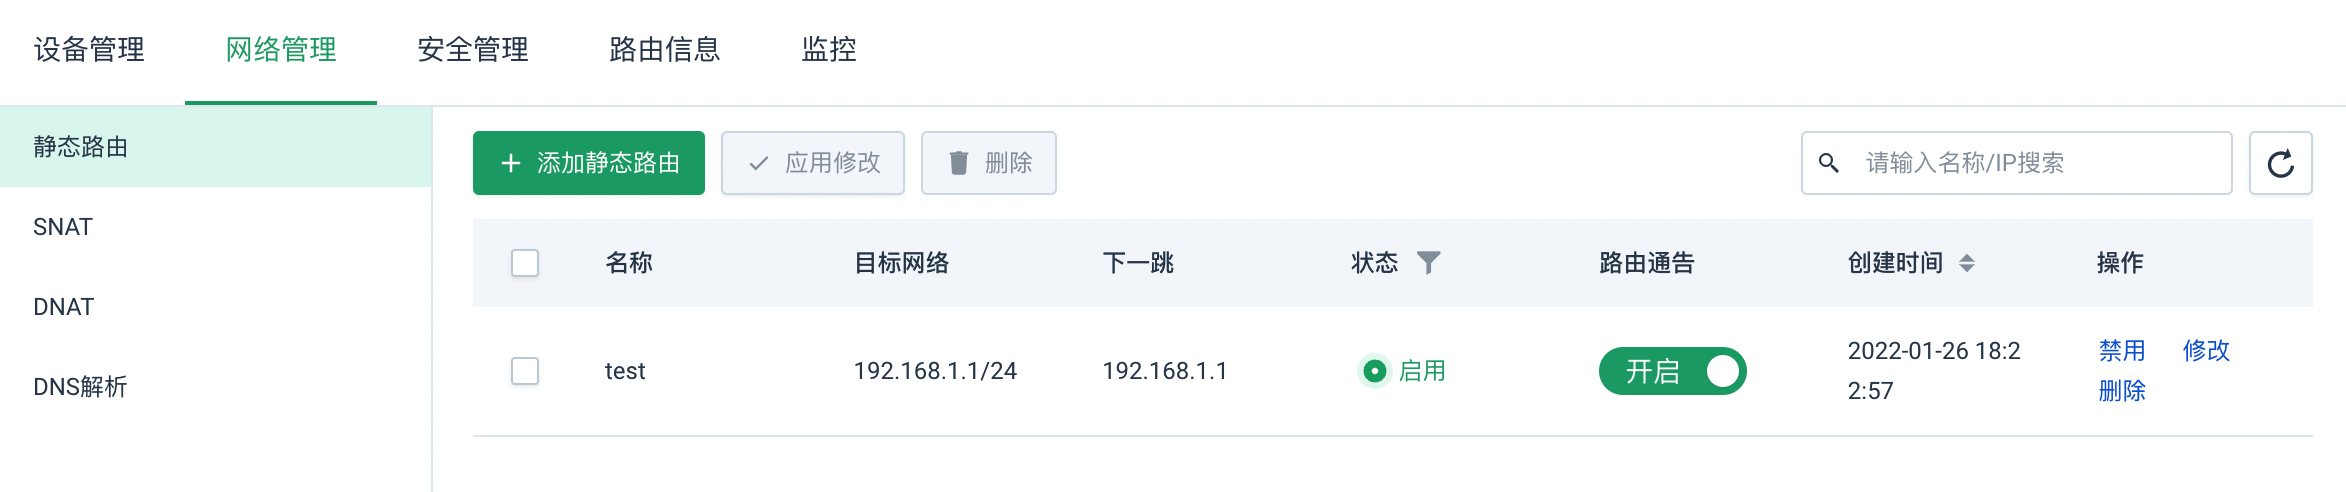 设备管理 网络管理 安全管理 路由信息 监控
静态路由
SNAT
DNAT
DNS解析
添加静态路由 应用修改 删除 请输入名称/IP搜索
名称 目标网络 下一跳 状态 路由通告 创建时间 操作
test 192.168.1.1/24 192.168.1.1 启用 开启 2022-01-26 18:2
2:57 禁用 修改
删除